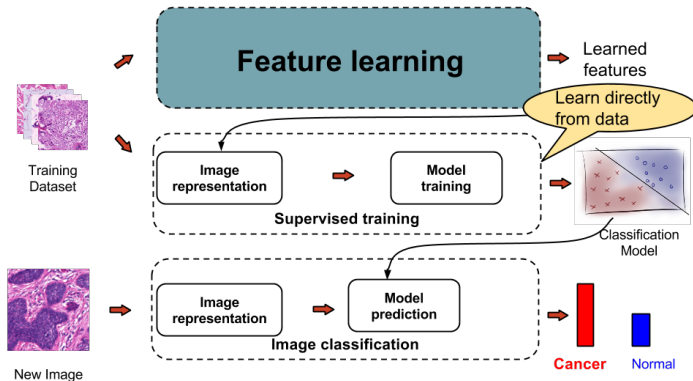 Feature learning
Learned
features
Learn directly
from data
Training
Dataset
Image
representation
Model
training
Supervised training
Classification
Model
Image
representation
Model
prediction
Image classification
New Image
Cancer
Normal